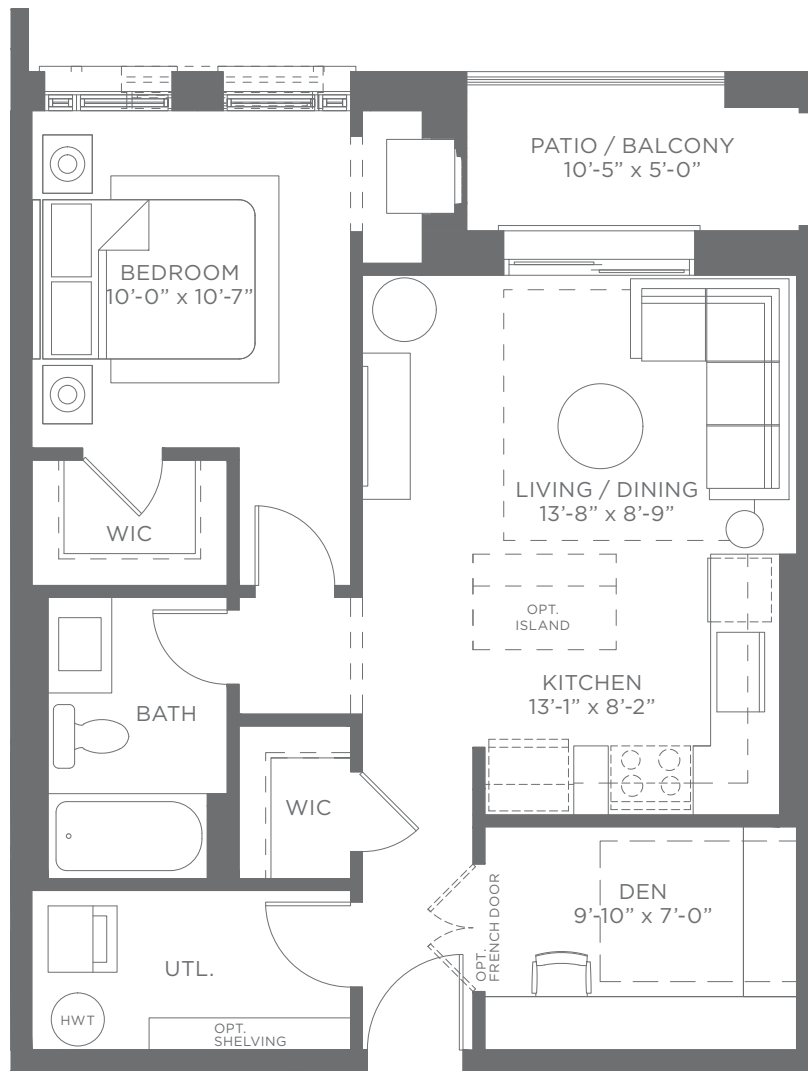 PATIO / BALCONY
10’-5” x 5’-0”
BEDROOM
10’-0” x 10’-7”
LIVING / DINING
13’-8” x 8’-9”
WIC
OPT.
ISLAND
KITCHEN
13’-1” x 8’-2”
BATH
WIC
DEN
9’-10” x 7’-0”
OPT.
FRENCH DOOR
UTL.
HWT
OPT.
SHELVING